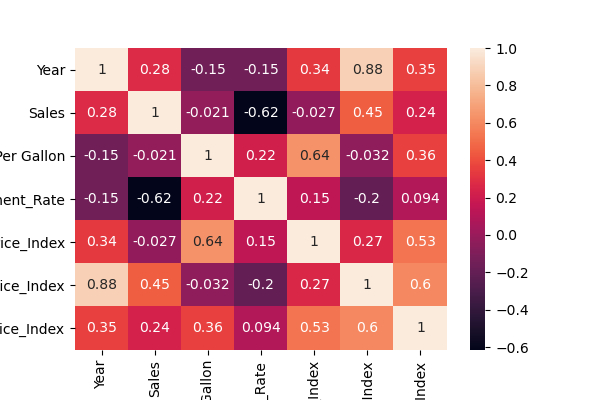 Year 1 0.28 -0.15 -0.15 0.34 0.88 0.35
Sales 0.28 1 -0.021 -0.62 -0.027 0.45 0.24
Per Gallon -0.15 -0.021 1 0.22 0.64 -0.032 0.36
ment_Rate -0.15 -0.62 0.22 1 0.15 -0.2 0.094
ice_Index 0.34 -0.027 0.64 0.15 1 0.27 0.53
ice_Index 0.88 0.45 -0.032 -0.2 0.27 1 0.6
ice_Index 0.35 0.24 0.36 0.094 0.53 0.6 1
Year
Sales
Gallon
_Rate
Index
Index
Index
1.0
0.8
0.6
0.4
0.2
0.0
−0.2
−0.4
−0.6